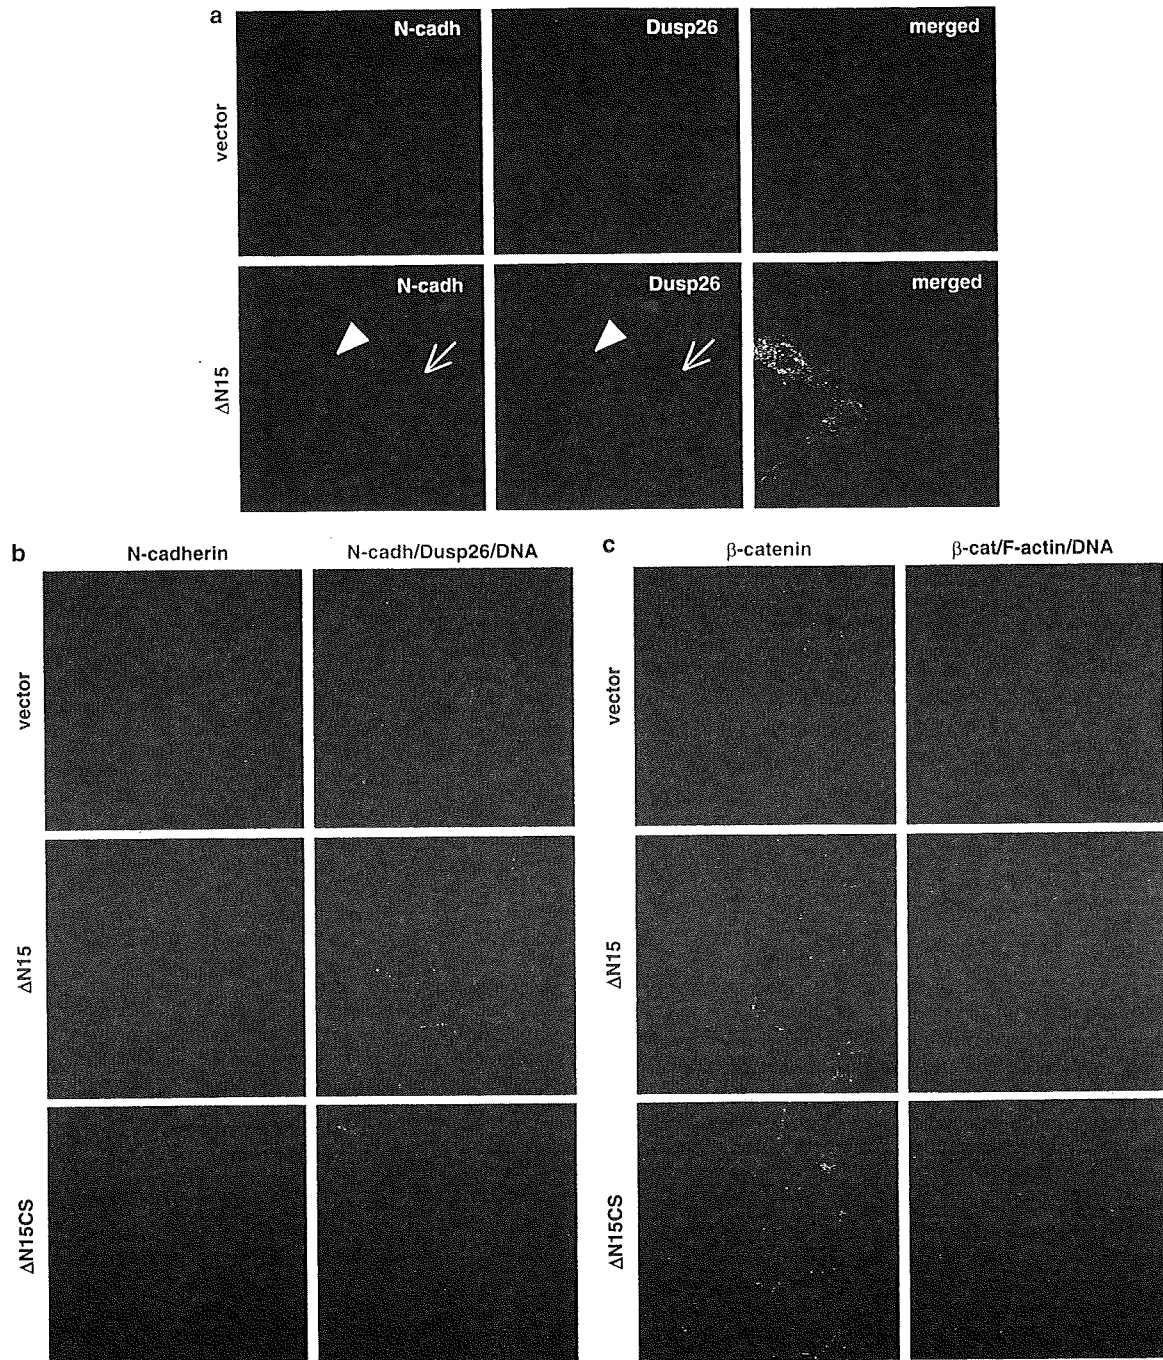 a
N-cadh
Dusp26
merged
vector
N-cadh
Dusp26
merged
ΔN15
b
N-cadherin
N-cadh/Dusp26/DNA
vector
ΔN15
ΔN15CS
c
β-catenin
β-cat/F-actin/DNA
vector
ΔN15
ΔN15CS